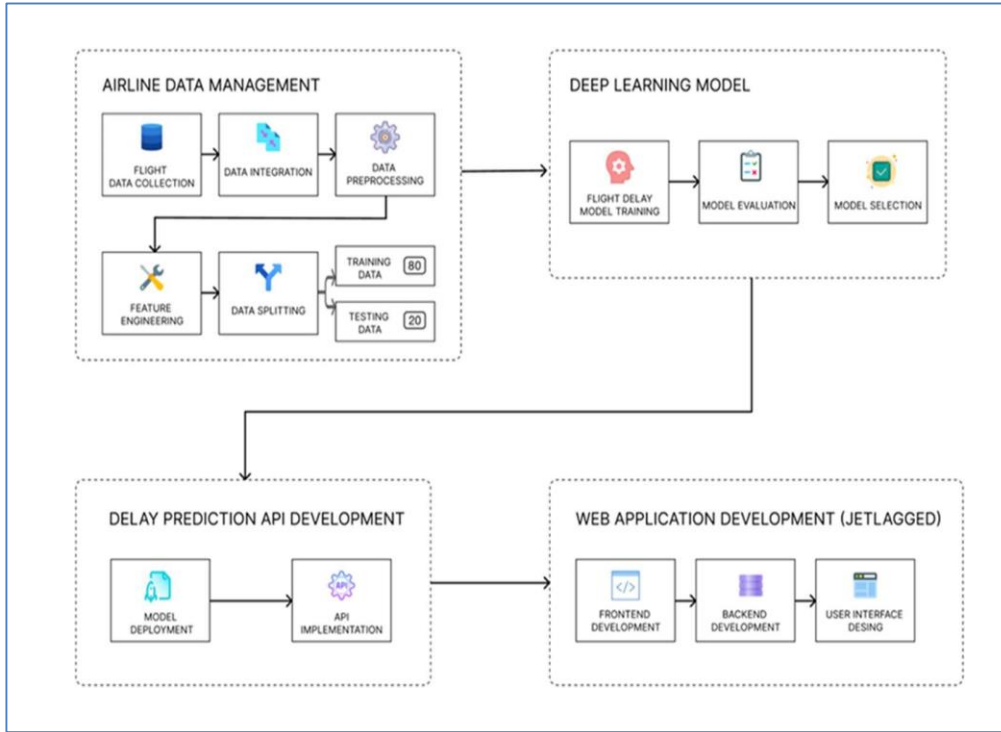 AIRLINE DATA MANAGEMENT
FLIGHT
DATA COLLECTION
DATA INTEGRATION
DATA
PREPROCESSING
FEATURE
ENGINEERING
DATA SPLITTING
TRAINING
DATA
80
TESTING
DATA
20
DEEP LEARNING MODEL
FLIGHT DELAY
MODEL TRAINING
MODEL EVALUATION
MODEL SELECTION
DELAY PREDICTION API DEVELOPMENT
MODEL
DEPLOYMENT
API
API
IMPLEMENTATION
WEB APPLICATION DEVELOPMENT (JETLAGGED)
</>
FRONTEND
DEVELOPMENT
BACKEND
DEVELOPMENT
USER INTERFACE
DESING